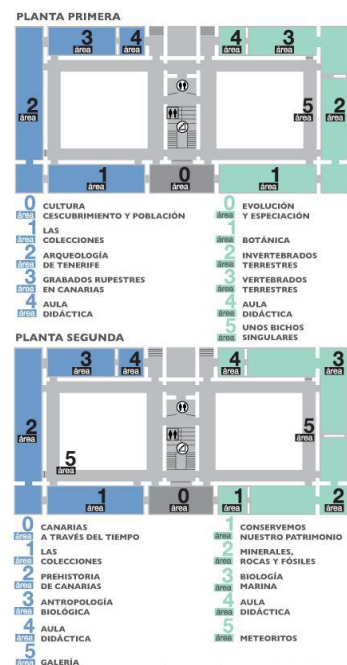 PLANTA PRIMERA
3 área
4 área
4 área
3 área
2 área
5 área
2 área
1 área
0 área
1 área
0 área CULTURA
CESCUBRIMIENTO Y POBLACIÓN
1 área LAS
COLECCIONES
2 área ARQUEOLOGÍA
DE TENERIFE
3 área GRABADOS RUPESTRES
EN CANARIAS
4 área AULA
DIDÁCTICA
0 área EVOLUCIÓN
Y ESPECIACIÓN
1 área
BOTÁNICA
2 área INVERTEBRADOS
TERRESTRES
3 área VERTEBRADOS
TERRESTRES
4 área AULA
DIDÁCTICA
5 área UNOS BICHOS
SINGULARES
PLANTA SEGUNDA
3 área
4 área
4 área
3 área
2 área
5 área
5 área
1 área
0 área
1 área
2 área
0 área CANARIAS
A TRAVÉS DEL TIEMPO
1 área LAS
COLECCIONES
2 área PREHISTORIA
DE CANARIAS
3 área ANTROPOLOGÍA
BIOLÓGICA
4 área AULA
DIDÁCTICA
5 área GALERÍA
1 área CONSERVEMOS
NUESTRO PATRIMONIO
2 área MINERALES,
ROCAS Y FÓSILES
3 área BIOLOGÍA
MARINA
4 área AULA
DIDÁCTICA
5 área METEORITOS